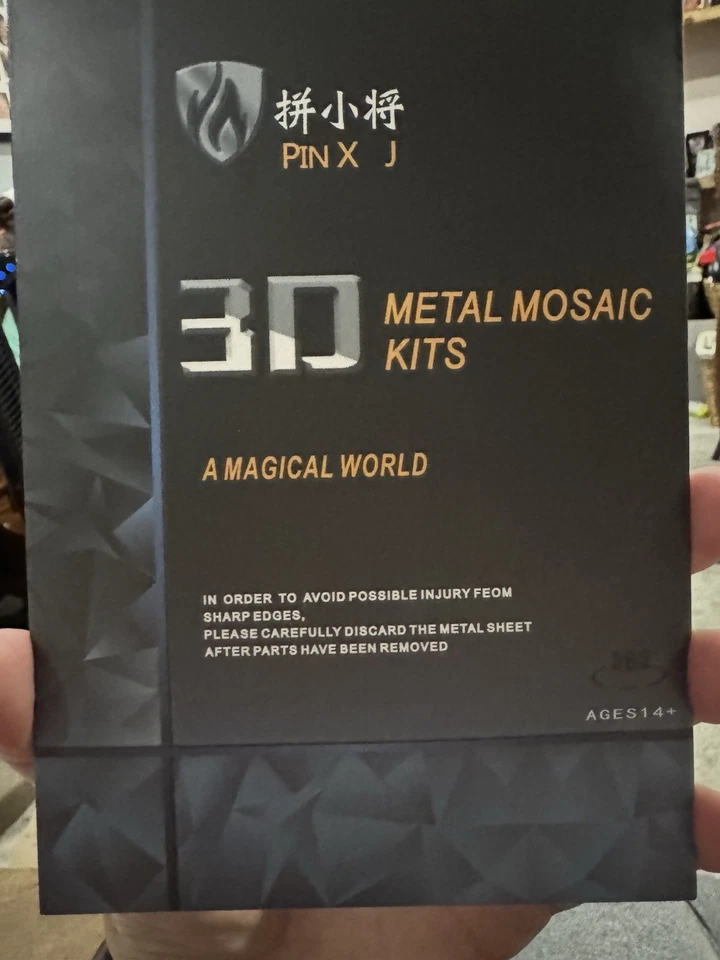 拼小将
PIN X J
3D
METAL MOSAIC
KITS
A MAGICAL WORLD
IN ORDER TO AVOID POSSIBLE INJURY FEOM
SHARP EDGES,
PLEASE CAREFULLY DISCARD THE METAL SHEET
AFTER PARTS HAVE BEEN REMOVED
AGES14+